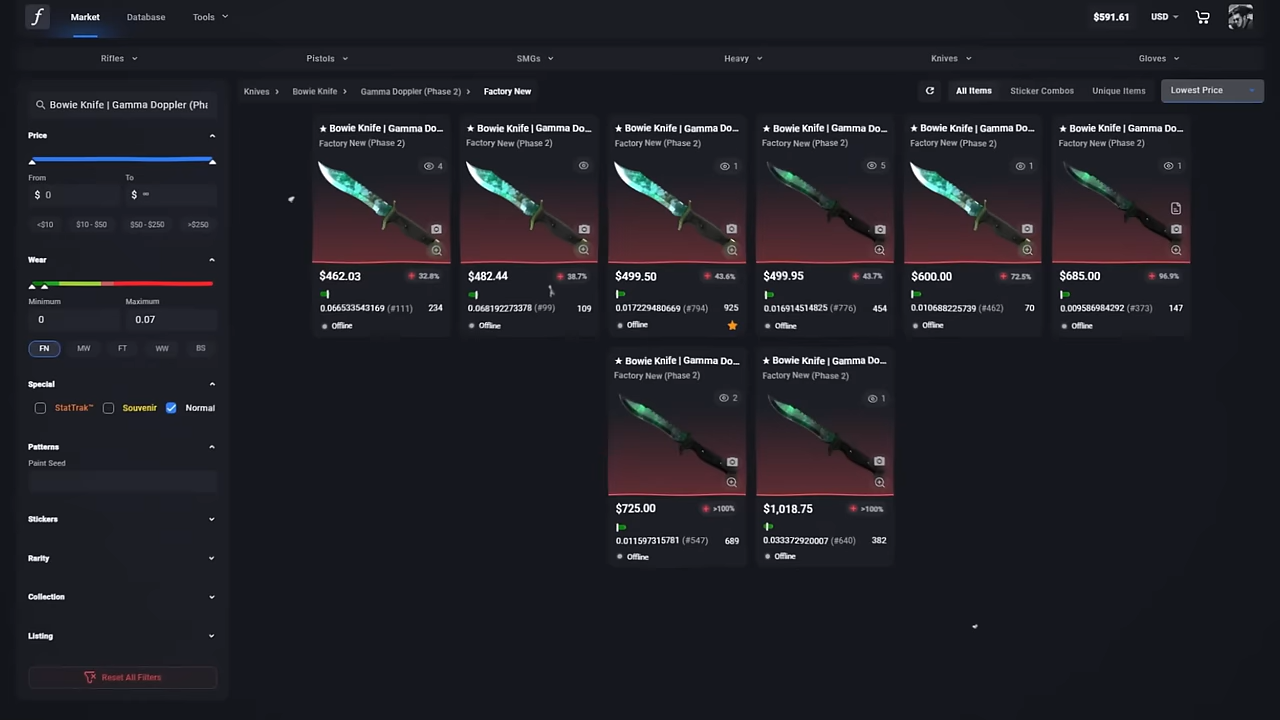 f Market Database Tools $591.61 USD
Rifles Pistols SMGs Heavy Knives Gloves
Bowie Knife | Gamma Doppler (Pha
Knives Bowie Knife Gamma Doppler (Phase 2) Factory New All Items Sticker Combos Unique Items Lowest Price
Price
From To
$ 0 $ ∞
<$10 $10 - $50 $50 - $250 >$250
Wear
Minimum Maximum
0 0.07
FN MW FT WW BS
Special
StatTrak™ Souvenir Normal
Patterns
Paint Seed
Stickers
Rarity
Collection
Listing
Reset All Filters
★ Bowie Knife | Gamma Do...
Factory New (Phase 2)
4
$462.03 32.8%
0.066533543169 (#111) 234
Offline
★ Bowie Knife | Gamma Do...
Factory New (Phase 2)
$482.44 38.7%
0.068192273378 (#99) 109
Offline
★ Bowie Knife | Gamma Do...
Factory New (Phase 2)
1
$499.50 43.6%
0.017229480669 (#794) 925
Offline
★ Bowie Knife | Gamma Do...
Factory New (Phase 2)
5
$499.95 43.7%
0.016914514825 (#776) 454
Offline
★ Bowie Knife | Gamma Do...
Factory New (Phase 2)
1
$600.00 72.5%
0.010688225739 (#462) 70
Offline
★ Bowie Knife | Gamma Do...
Factory New (Phase 2)
1
$685.00 96.9%
0.009586984292 (#373) 147
Offline
★ Bowie Knife | Gamma Do...
Factory New (Phase 2)
2
$725.00 >100%
0.011597315781 (#547) 689
Offline
★ Bowie Knife | Gamma Do...
Factory New (Phase 2)
1
$1,018.75 >100%
0.033372920007 (#640) 382
Offline